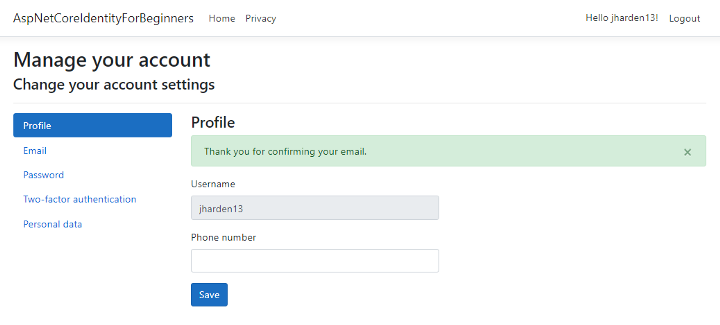 AspNetCoreIdentityForBeginners Home Privacy Hello jharden13! Logout
Manage your account
Change your account settings
Profile
Email
Password
Two-factor authentication
Personal data
Profile
Thank you for confirming your email. ×
Username
jharden13
Phone number
Save